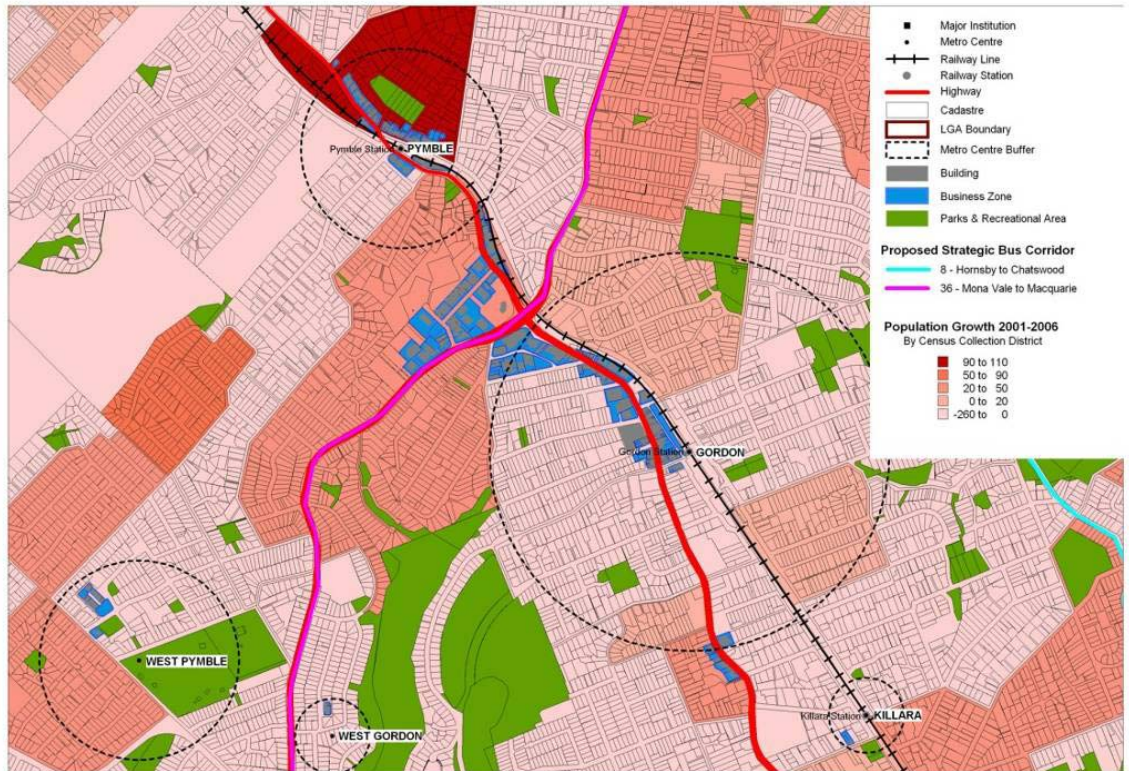 Major Institution
Metro Centre
Railway Line
Railway Station
Highway
Cadastre
LGA Boundary
Metro Centre Buffer
Building
Business Zone
Parks & Recreational Area
Proposed Strategic Bus Corridor
8 - Hornsby to Chatswood
36 - Mona Vale to Macquarie
Population Growth 2001-2006
By Census Collection District
90 to 110
50 to 90
20 to 50
0 to 20
-260 to 0
Pymble Station
PYMBLE
Gordon Station
GORDON
WEST PYMBLE
WEST GORDON
Killara Station
KILLARA